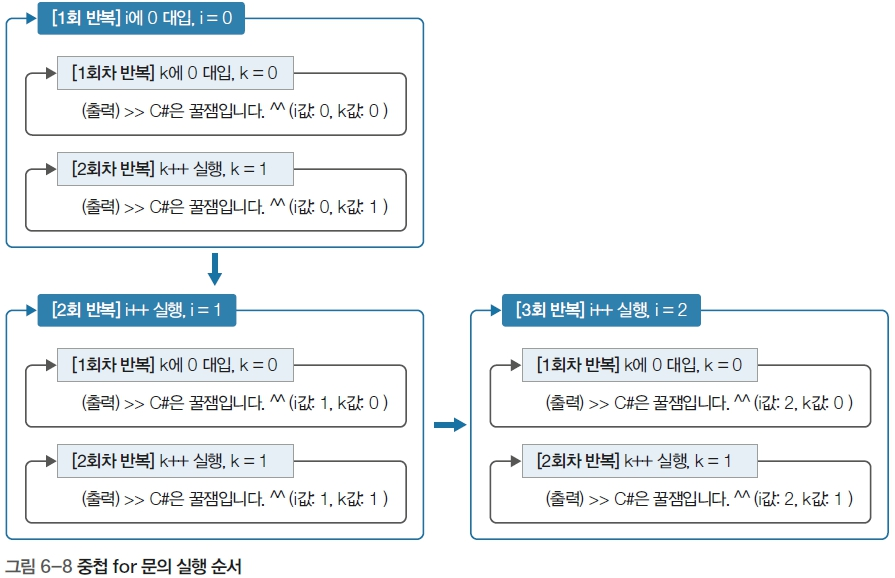 [1회 반복] i에 0 대입, i = 0
[1회차 반복] k에 0 대입, k = 0
(출력) >> C#은 꿀잼입니다. ^^ (i값: 0, k값: 0 )
[2회차 반복] k++ 실행, k = 1
(출력) >> C#은 꿀잼입니다. ^^ (i값: 0, k값: 1 )
[2회 반복] i++ 실행, i = 1
[1회차 반복] k에 0 대입, k = 0
(출력) >> C#은 꿀잼입니다. ^^ (i값: 1, k값: 0 )
[2회차 반복] k++ 실행, k = 1
(출력) >> C#은 꿀잼입니다. ^^ (i값: 1, k값: 1 )
[3회 반복] i++ 실행, i = 2
[1회차 반복] k에 0 대입, k = 0
(출력) >> C#은 꿀잼입니다. ^^ (i값: 2, k값: 0 )
[2회차 반복] k++ 실행, k = 1
(출력) >> C#은 꿀잼입니다. ^^ (i값: 2, k값: 1 )
그림 6-8 중첩 for 문의 실행 순서